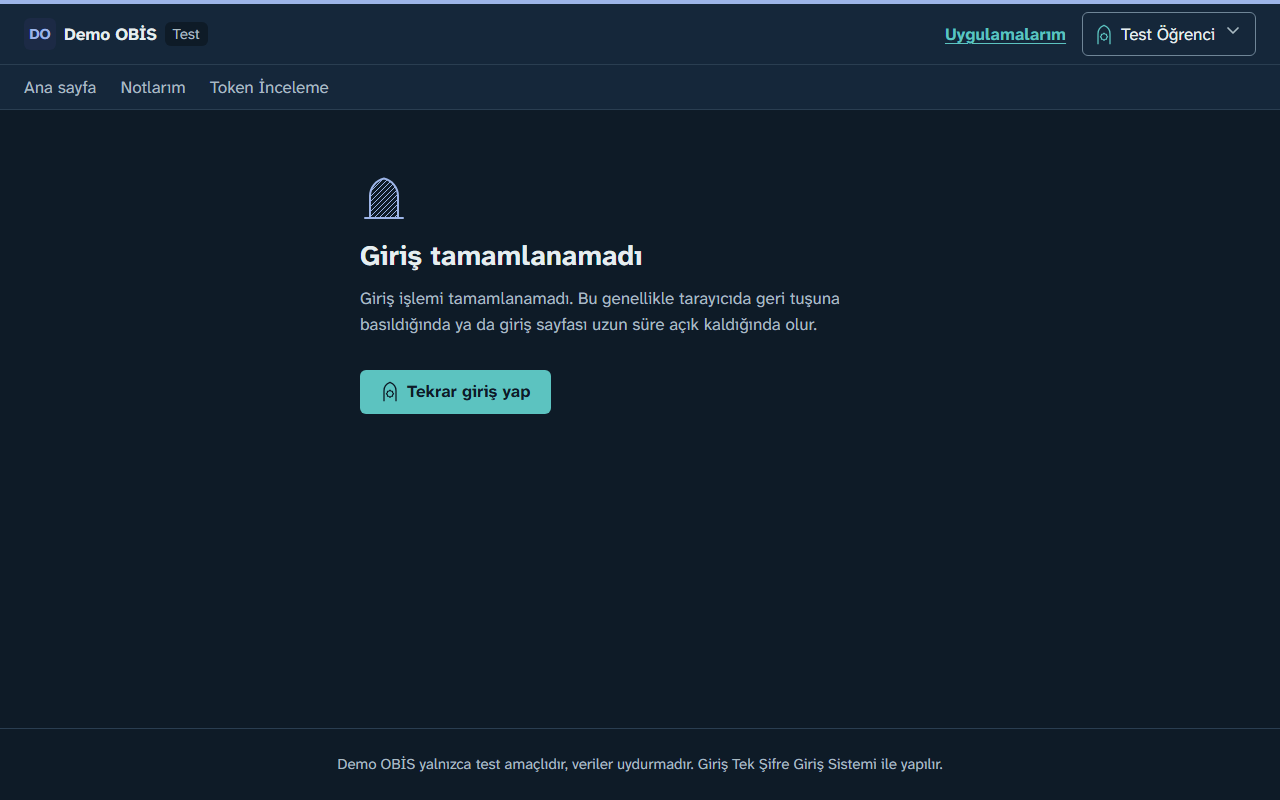 DO Demo OBİS Test
Uygulamalarım
Test Öğrenci
Ana sayfa Notlarım Token İnceleme
Giriş tamamlanamadı
Giriş işlemi tamamlanamadı. Bu genellikle tarayıcıda geri tuşuna
basıldığında ya da giriş sayfası uzun süre açık kaldığında olur.
Tekrar giriş yap
Demo OBİS yalnızca test amaçlıdır, veriler uydurmadır. Giriş Tek Şifre Giriş Sistemi ile yapılır.